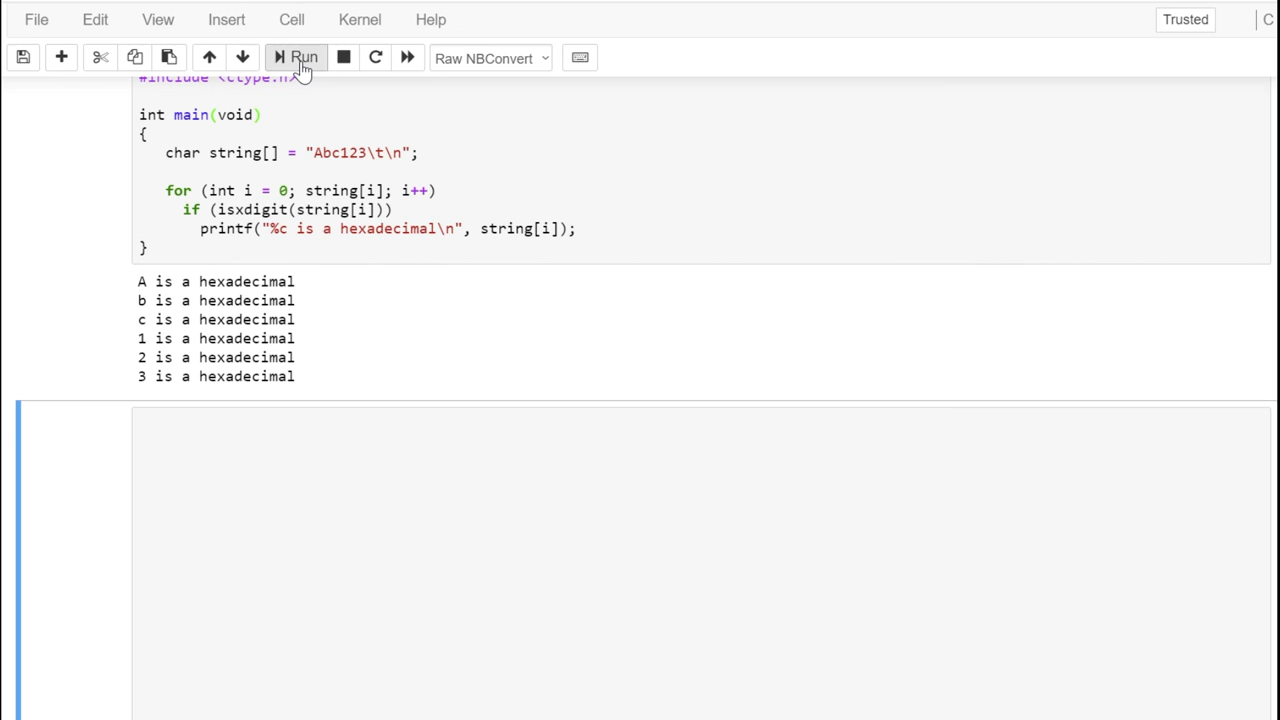 File Edit View Insert Cell Kernel Help Trusted C
Run Raw NBConvert
#include <ctype.h>
int main(void)
{
char string[] = "Abc123\t\n";
for (int i = 0; string[i]; i++)
if (isxdigit(string[i]))
printf("%c is a hexadecimal\n", string[i]);
}
A is a hexadecimal
b is a hexadecimal
c is a hexadecimal
1 is a hexadecimal
2 is a hexadecimal
3 is a hexadecimal